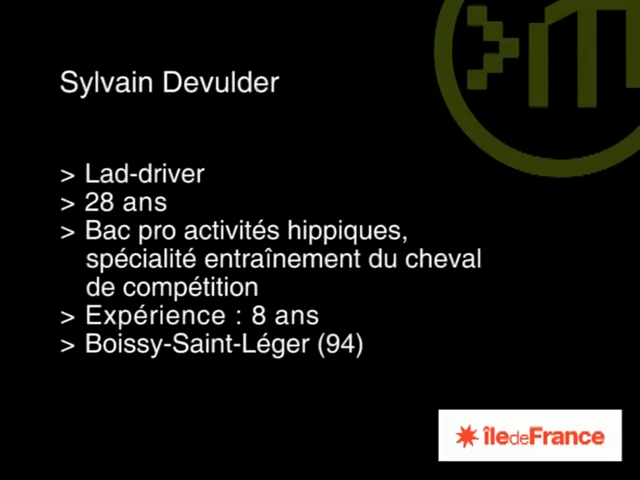 Sylvain Devulder
> Lad-driver
> 28 ans
> Bac pro activités hippiques,
spécialité entraînement du cheval
de compétition
> Expérience : 8 ans
> Boissy-Saint-Léger (94)
îledeFrance